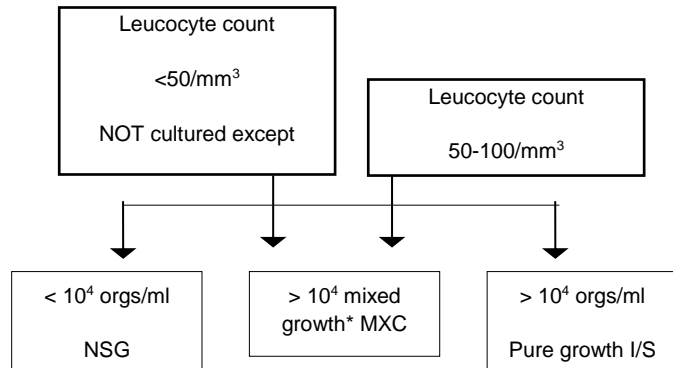 Leucocyte count
<50/mm³
NOT cultured except
Leucocyte count
50-100/mm³
< 10⁴ orgs/ml
NSG
> 10⁴ mixed
growth* MXC
> 10⁴ orgs/ml
Pure growth I/S